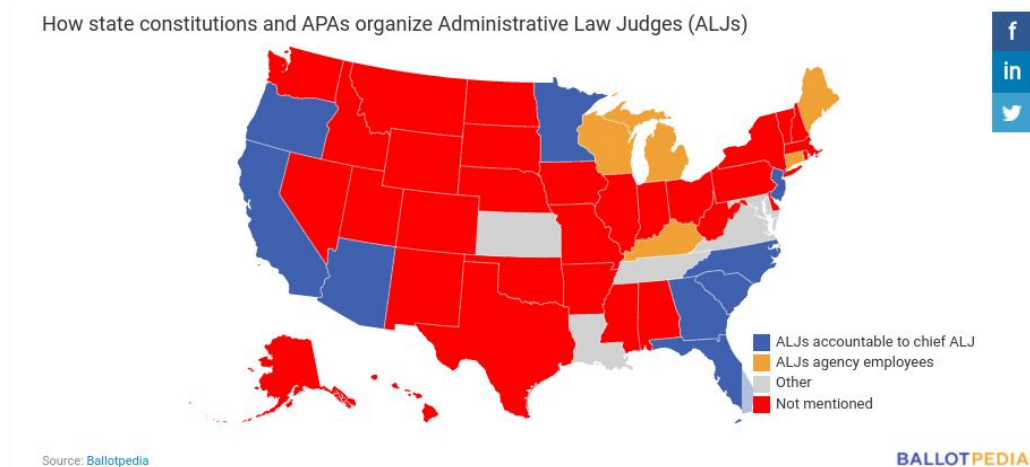 How state constitutions and APAs organize Administrative Law Judges (ALJs)
f
in
ALJs accountable to chief ALJ
ALJs agency employees
Other
Not mentioned
Source: Ballotpedia
BALLOTPEDIA